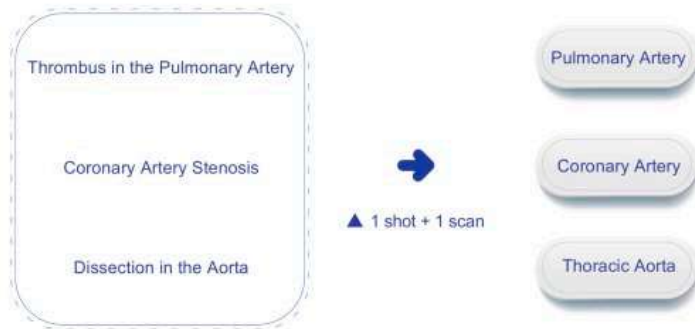 Thrombus in the Pulmonary Artery
Coronary Artery Stenosis
Dissection in the Aorta
▲ 1 shot + 1 scan
Pulmonary Artery
Coronary Artery
Thoracic Aorta